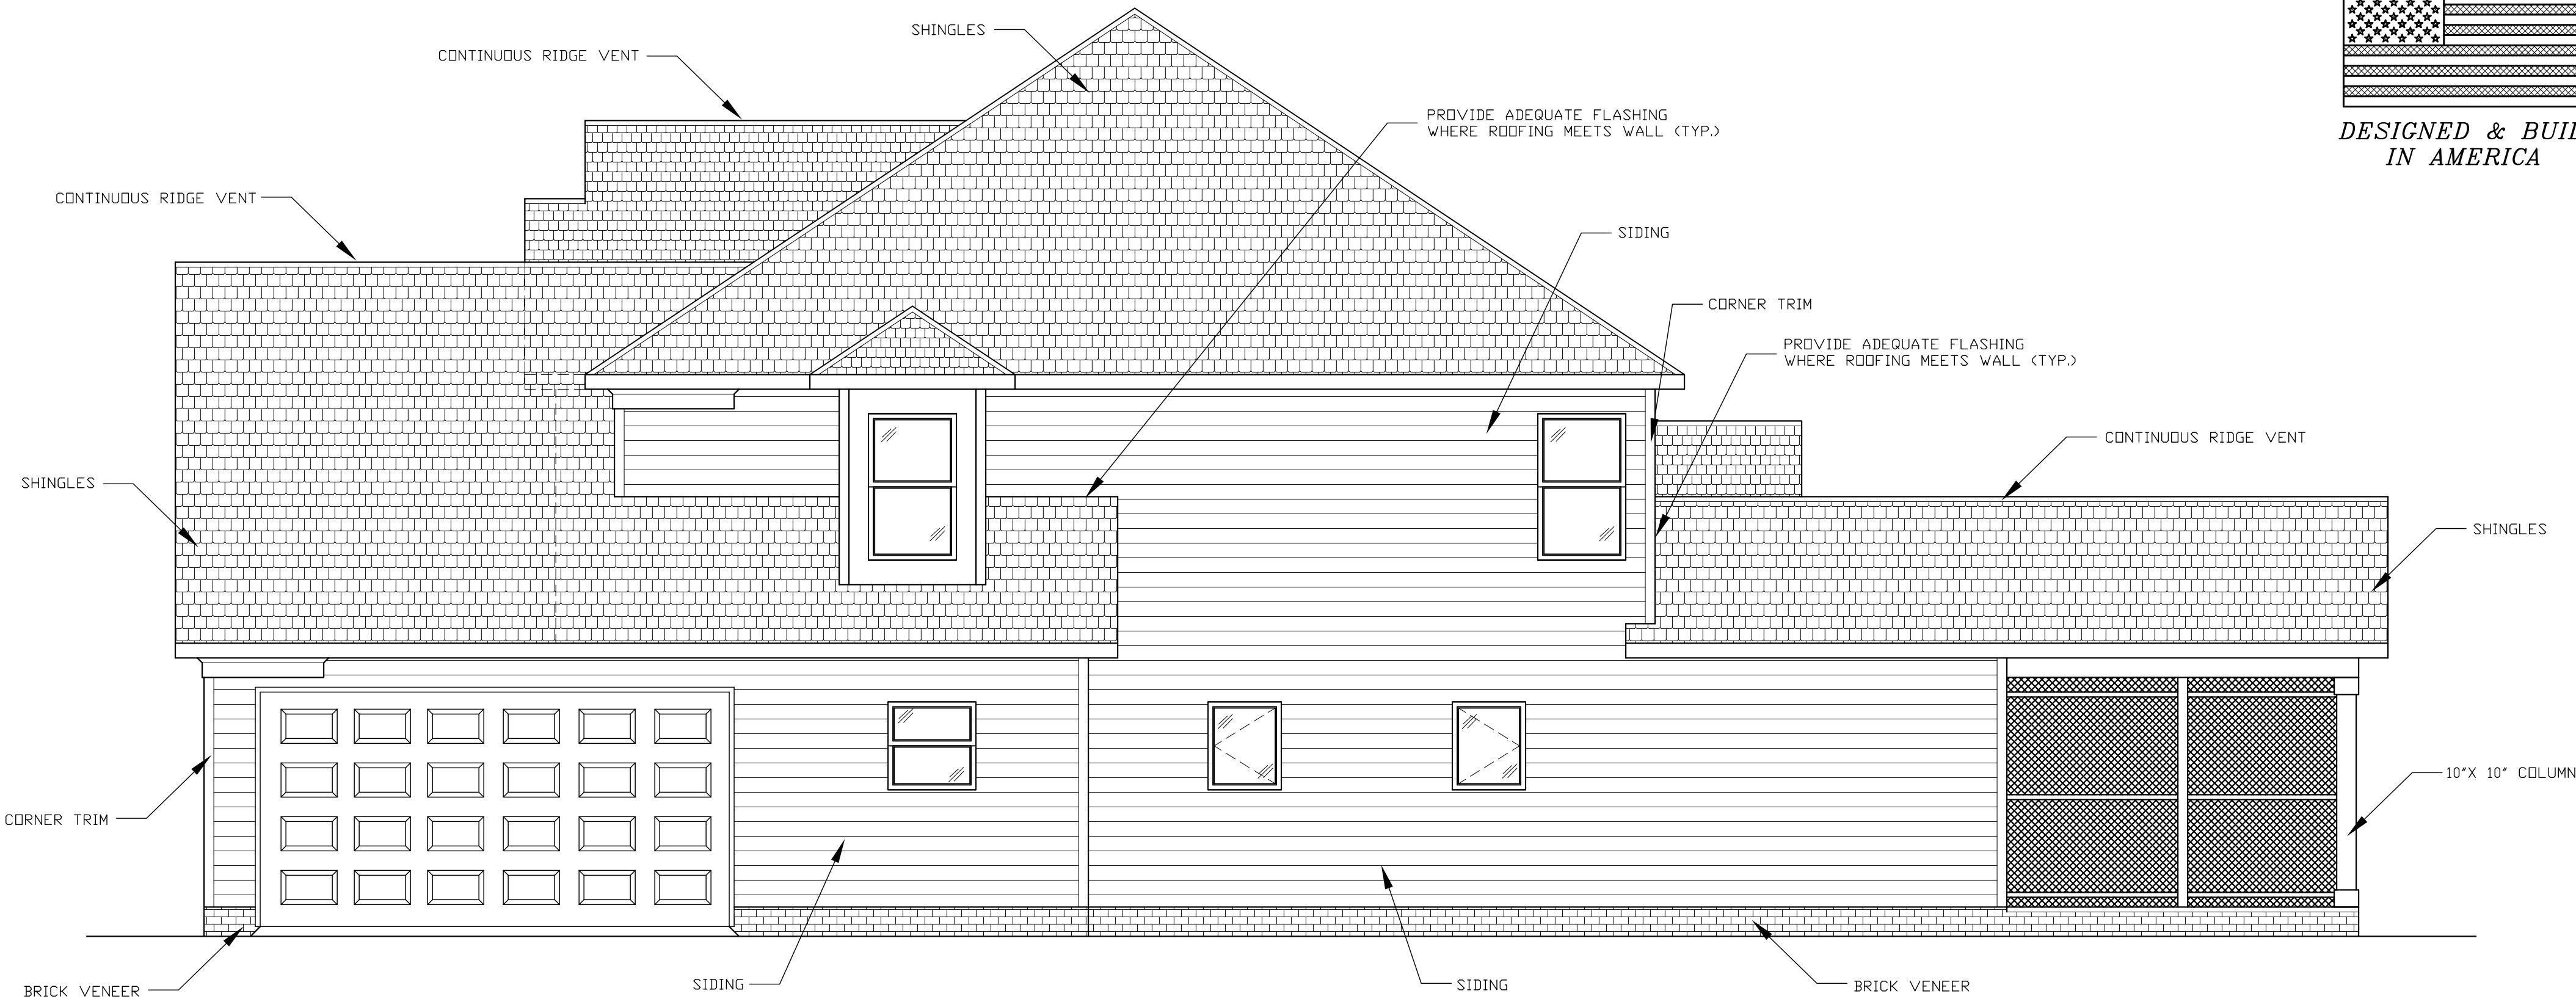 SHINGLES
CONTINUOUS RIDGE VENT
PROVIDE ADEQUATE FLASHING
WHERE ROOFING MEETS WALL (TYP.)
DESIGNED & BUIL
IN AMERICA
CONTINUOUS RIDGE VENT
SIDING
CORNER TRIM
PROVIDE ADEQUATE FLASHING
WHERE ROOFING MEETS WALL (TYP.)
CONTINUOUS RIDGE VENT
SHINGLES
SHINGLES
10"X 10" COLUMN
CORNER TRIM
BRICK VENEER
SIDING
SIDING
BRICK VENEER